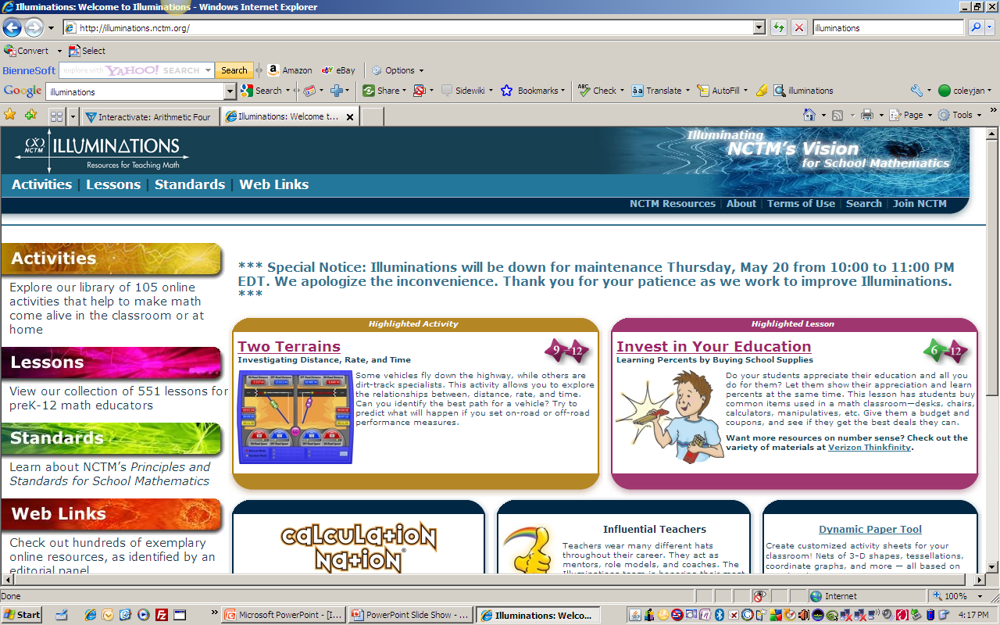 Illuminations: Welcome to Illuminations - Windows Internet Explorer
http://illuminations.nctm.org/
illuminations
Convert
Select
BienneSoft
explore with YAHOO! SEARCH
Search
Amazon
eBay
Options
Google
illuminations
Search
Share
Sidewiki
Bookmarks
Check
Translate
AutoFill
illuminations
coleyjan
Interactivate: Arithmetic Four
Illuminations: Welcome t...
Page
Tools
NCTM
ILLUMINATIONS
Resources for Teaching Math
Illuminating
NCTM's Vision
for School Mathematics
Activities | Lessons | Standards | Web Links
NCTM Resources | About | Terms of Use | Search | Join NCTM
Activities
Explore our library of 105 online
activities that help to make math
come alive in the classroom or at
home
Lessons
View our collection of 551 lessons for
preK-12 math educators
Standards
Learn about NCTM's Principles and
Standards for School Mathematics
Web Links
Check out hundreds of exemplary
online resources, as identified by an
editorial panel
*** Special Notice: Illuminations will be down for maintenance Thursday, May 20 from 10:00 to 11:00 PM
EDT. We apologize the inconvenience. Thank you for your patience as we work to improve Illuminations.
***
Highlighted Activity
Two Terrains
9-12
Investigating Distance, Rate, and Time
Some vehicles fly down the highway, while others are
dirt-track specialists. This activity allows you to explore
the relationships between, distance, rate, and time.
Can you identify the best path for a vehicle? Try to
predict what will happen if you set on-road or off-road
performance measures.
Highlighted Lesson
Invest in Your Education
6-12
Learning Percents by Buying School Supplies
Do your students appreciate their education and all you
do for them? Let them show their appreciation and learn
percents at the same time. This lesson has students buy
common items used in a math classroom—desks, chairs,
calculators, manipulatives, etc. Give them a budget and
coupons, and see if they get the best deals they can.
Want more resources on number sense? Check out the
variety of materials at Verizon Thinkfinity.
CALCULATION
NATION®
Influential Teachers
Teachers wear many different hats
throughout their career. They act as
mentors, role models, and coaches. The
Illuminations team is honoring their most
Dynamic Paper Tool
Create customized activity sheets for your
classroom! Nets of 3-D shapes, tessellations,
coordinate graphs, and more — all based on
Done
Internet
100%
Start
Microsoft PowerPoint - [I...
PowerPoint Slide Show - ...
Illuminations: Welco...
4:17 PM